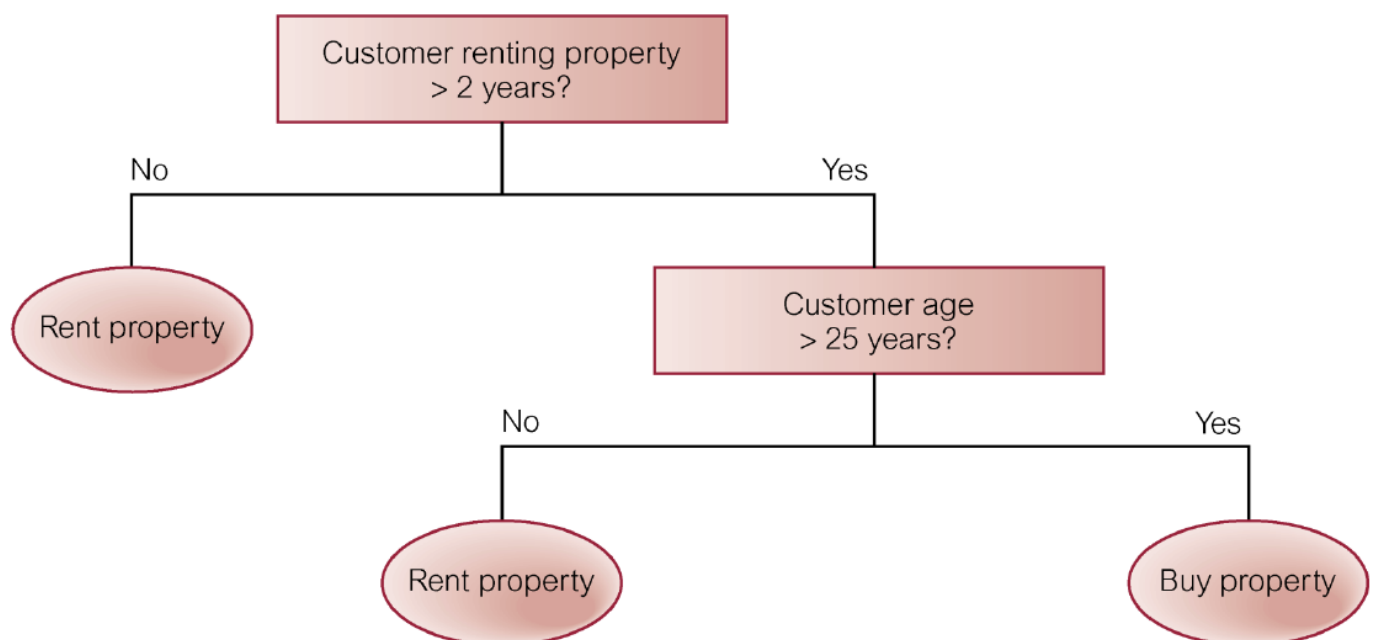 Customer renting property
> 2 years?
No
Yes
Rent property
Customer age
> 25 years?
No
Yes
Rent property
Buy property